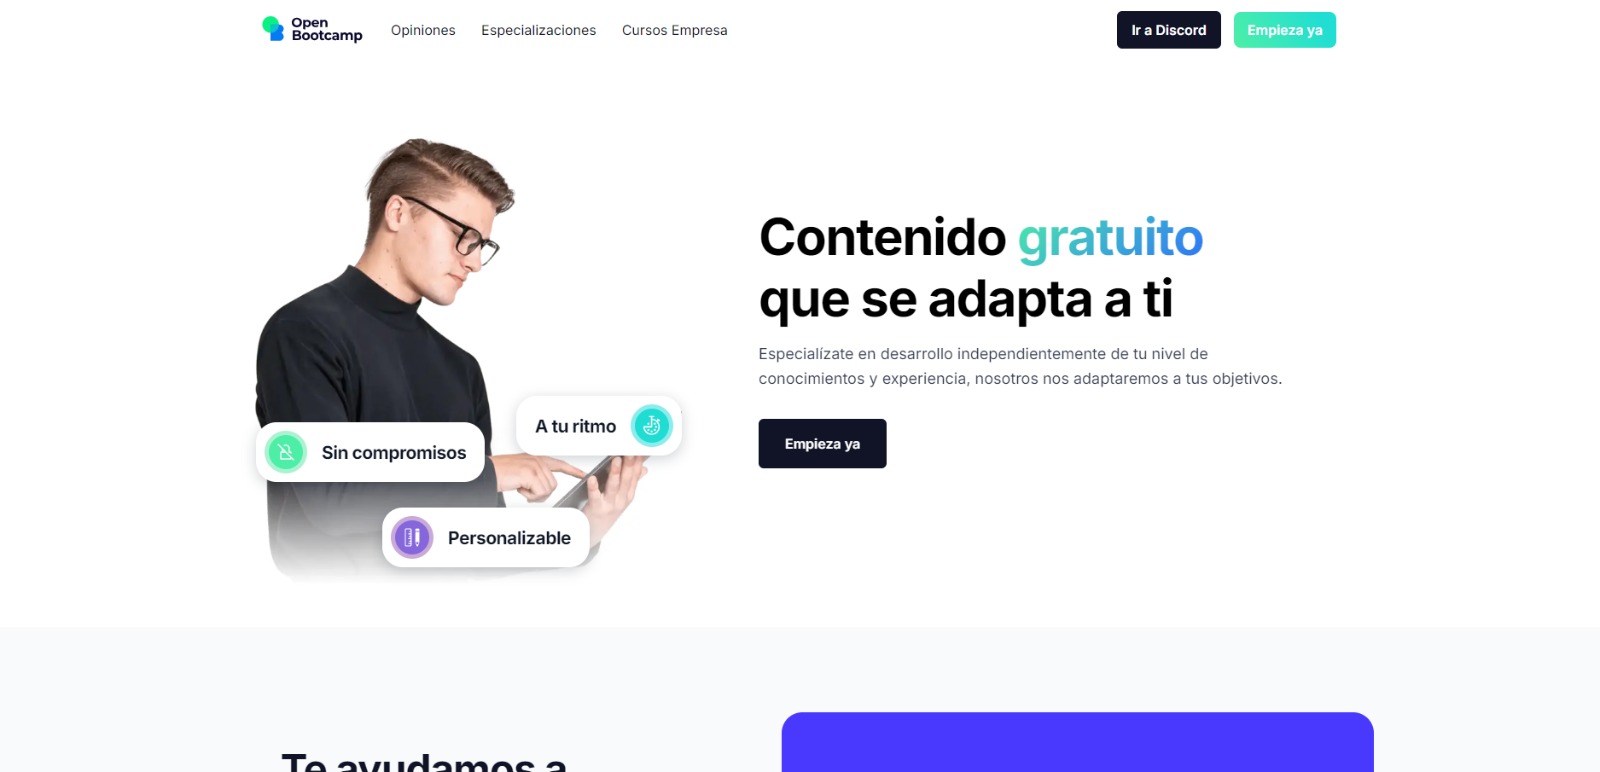 Open
Bootcamp
Opiniones
Especializaciones
Cursos Empresa
Ir a Discord
Empieza ya
Contenido gratuito
que se adapta a ti
Especialízate en desarrollo independientemente de tu nivel de
conocimientos y experiencia, nosotros nos adaptaremos a tus objetivos.
Empieza ya
A tu ritmo
Sin compromisos
Personalizable
Te ayudamos a